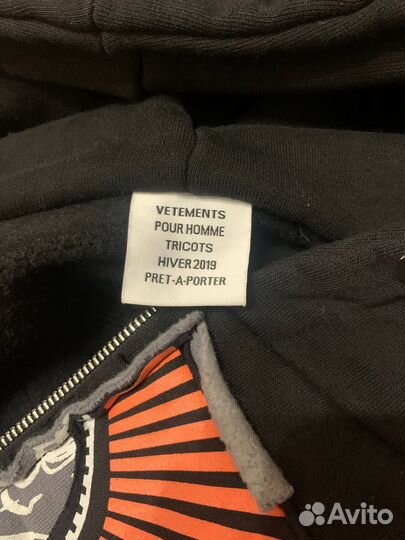 VETEMENTS
POUR HOMME
TRICOTS
HIVER 2019
PRET-A-PORTER
Avito